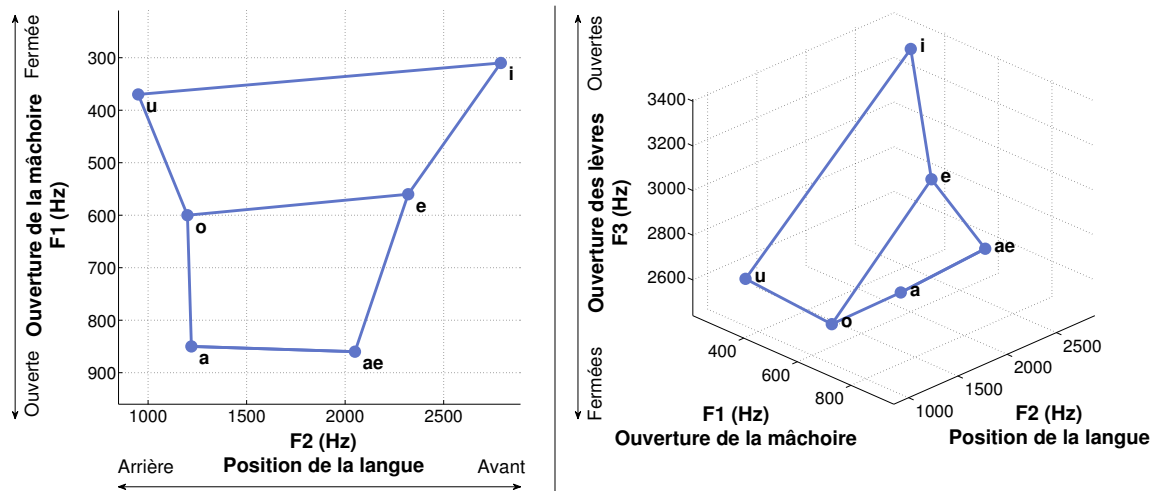 Fermée
Ouverture de la mâchoire
F1 (Hz)
Ouverte
300
400
500
600
700
800
900
u
i
o
e
a
ae
1000
1500
2000
2500
F2 (Hz)
Arrière
Position de la langue
Avant
Ouvertes
Ouverture des lèvres
F3 (Hz)
Fermées
3400
3200
3000
2800
2600
i
e
ae
u
a
o
400
600
800
1000
1500
2000
2500
F1 (Hz)
Ouverture de la mâchoire
F2 (Hz)
Position de la langue